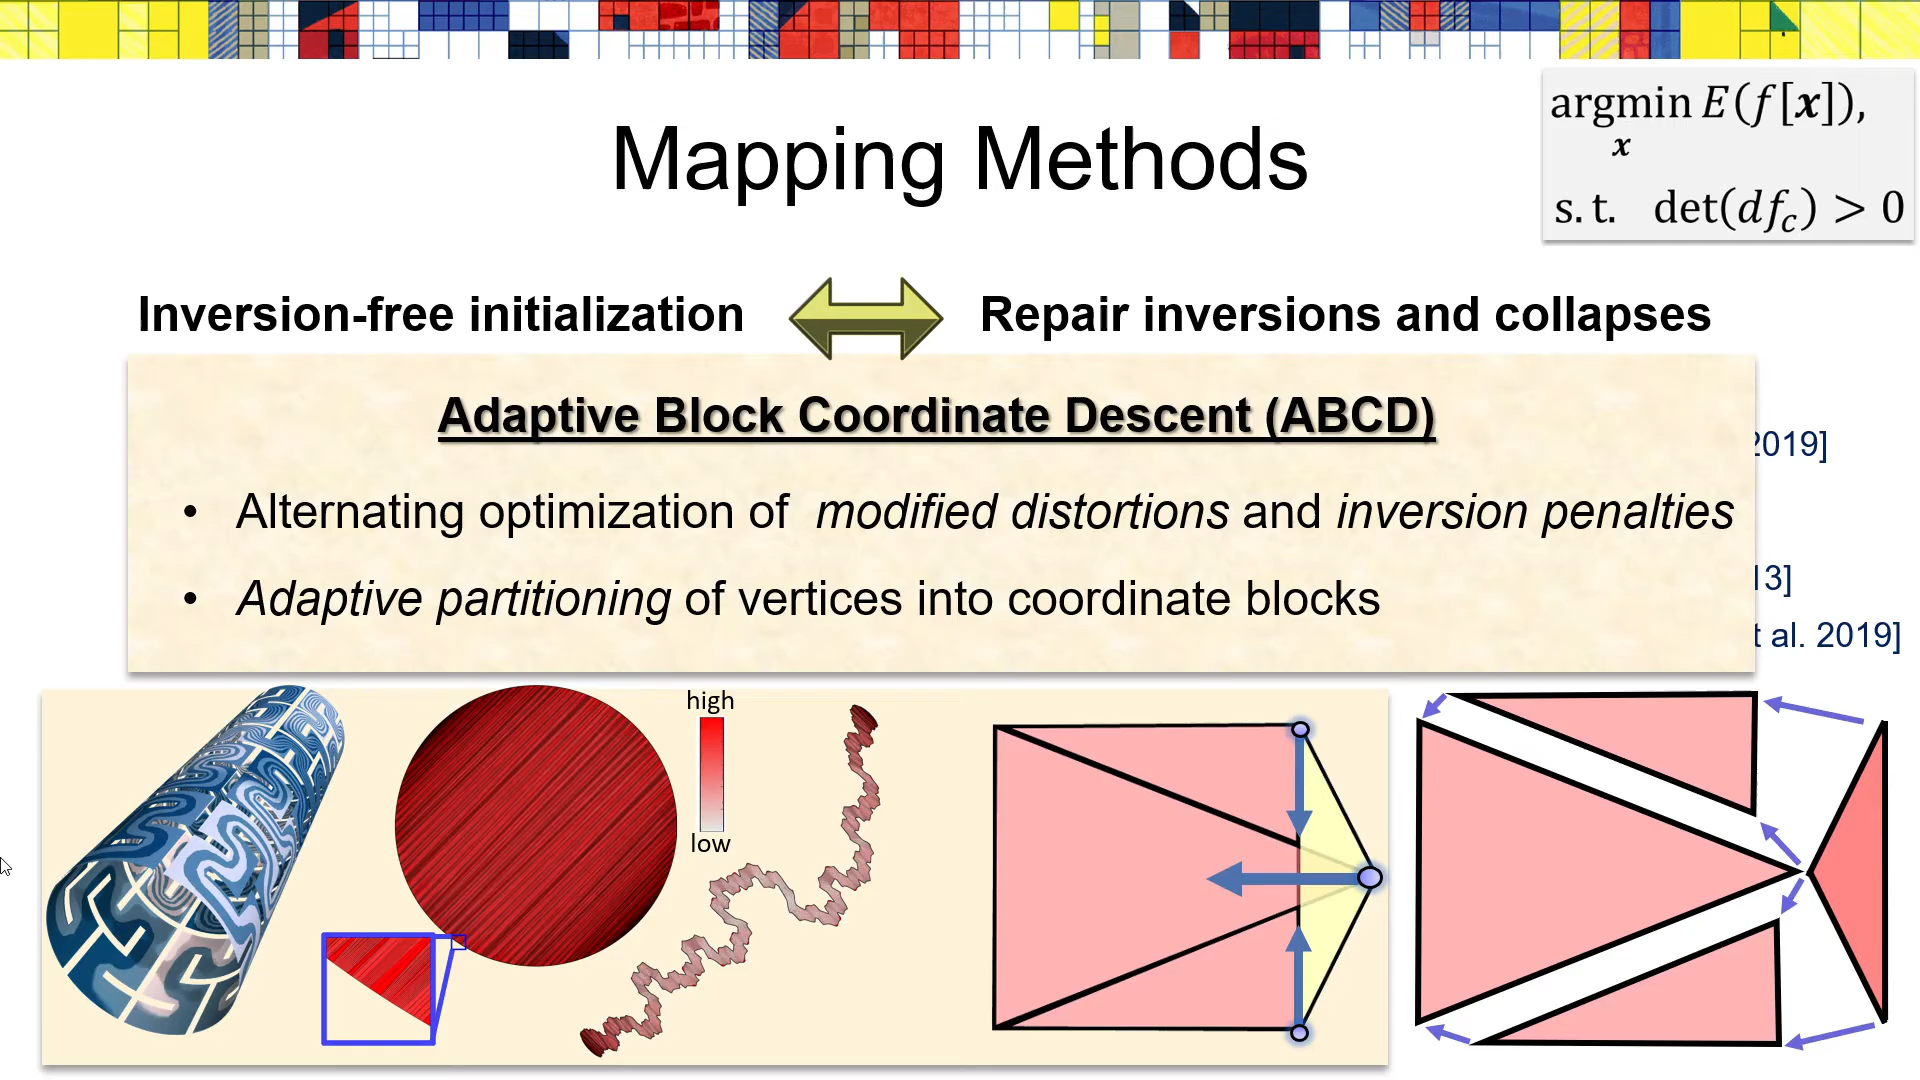 argmin E(f[x]),
x
s.t. det(df_c) > 0
Mapping Methods
Inversion-free initialization
Repair inversions and collapses
Adaptive Block Coordinate Descent (ABCD)
2019]
• Alternating optimization of modified distortions and inversion penalties
13]
• Adaptive partitioning of vertices into coordinate blocks
t al. 2019]
high
low